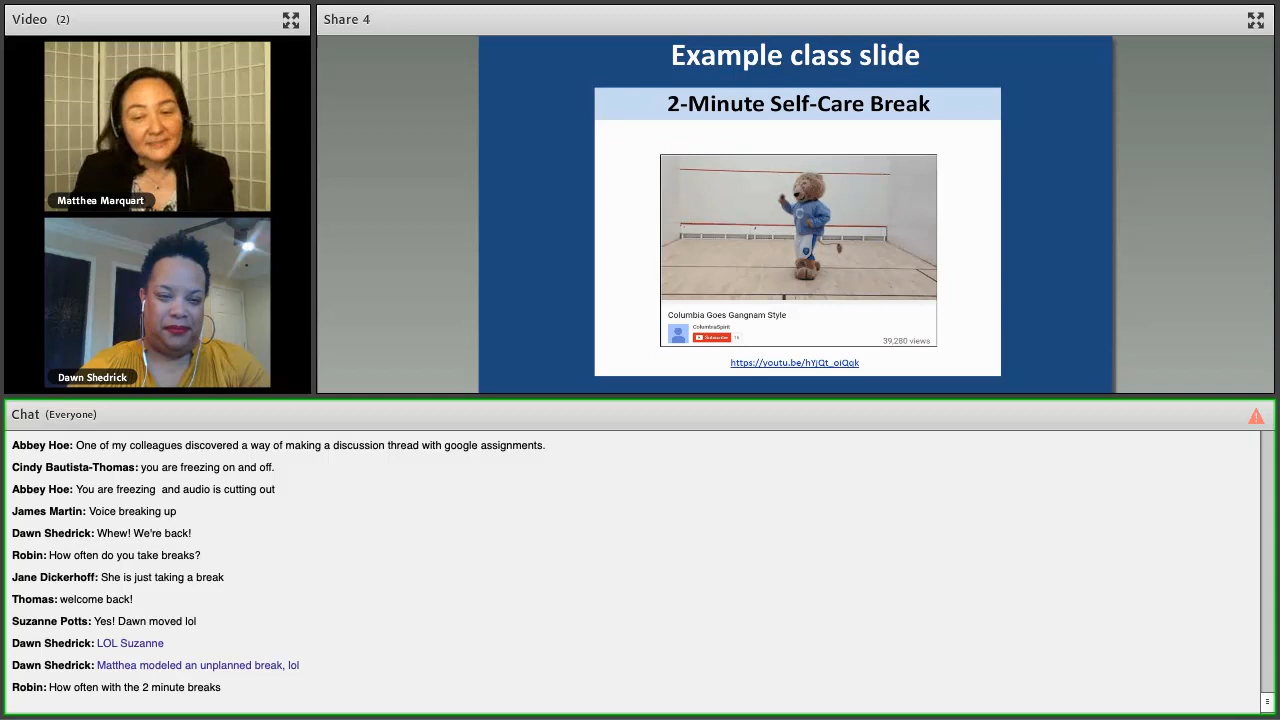 Video (2)
Matthea Marquart
Dawn Shedrick
Share 4
Example class slide
2-Minute Self-Care Break
C
Columbia Goes Gangnam Style
ColumbiaSpirit
Subscribe
39,280 views
https://youtu.be/hYjQt_oiQqk
Chat (Everyone)
Abbey Hoe: One of my colleagues discovered a way of making a discussion thread with google assignments.
Cindy Bautista-Thomas: you are freezing on and off.
Abbey Hoe: You are freezing  and audio is cutting out
James Martin: Voice breaking up
Dawn Shedrick: Whew! We're back!
Robin: How often do you take breaks?
Jane Dickerhoff: She is just taking a break
Thomas: welcome back!
Suzanne Potts: Yes! Dawn moved lol
Dawn Shedrick: LOL Suzanne
Dawn Shedrick: Matthea modeled an unplanned break, lol
Robin: How often with the 2 minute breaks